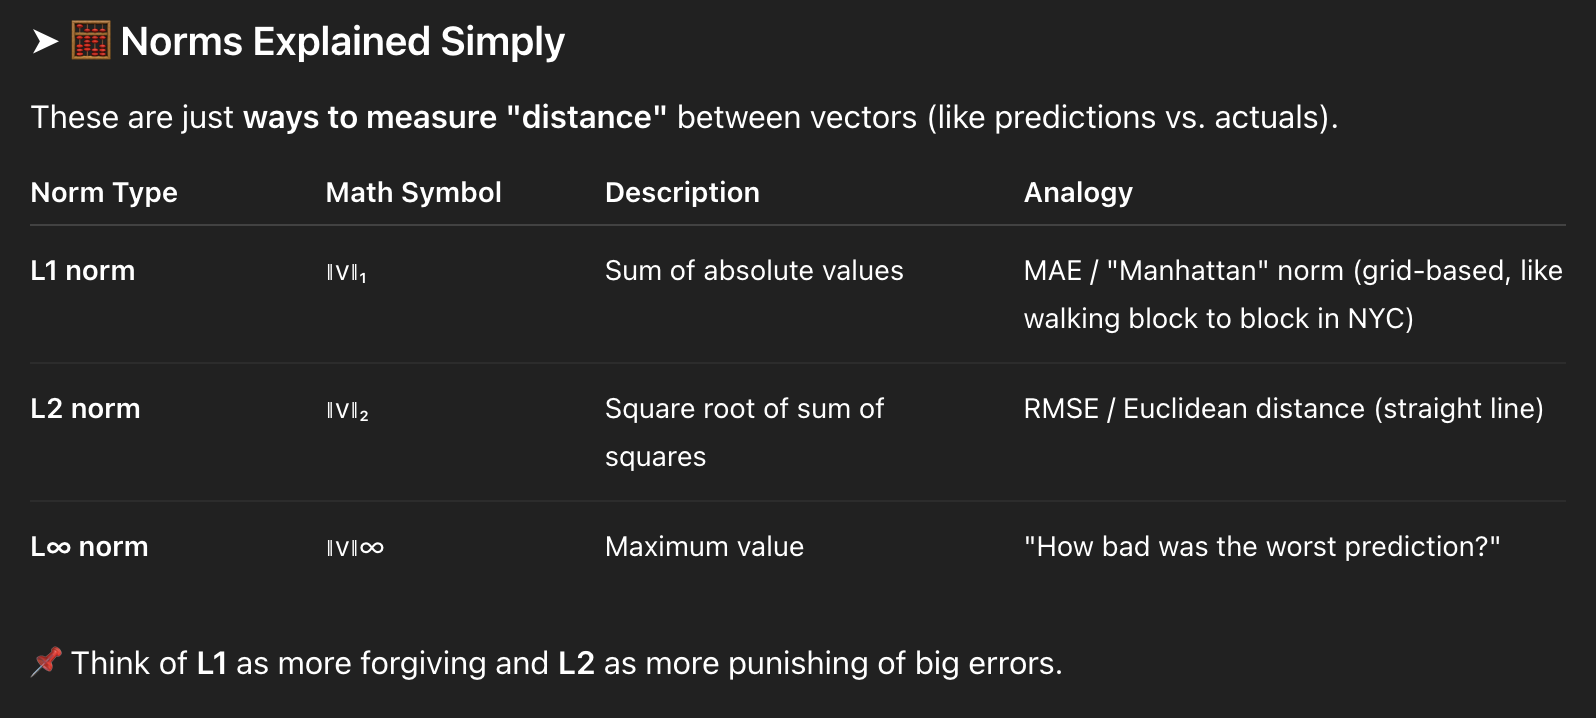 ➤ 🧮 Norms Explained Simply
These are just ways to measure "distance" between vectors (like predictions vs. actuals).
Norm Type Math Symbol Description Analogy
L1 norm ‖v‖₁ Sum of absolute values MAE / "Manhattan" norm (grid-based, like
walking block to block in NYC)
L2 norm ‖v‖₂ Square root of sum of RMSE / Euclidean distance (straight line)
squares
L∞ norm ‖v‖∞ Maximum value "How bad was the worst prediction?"
📌 Think of L1 as more forgiving and L2 as more punishing of big errors.